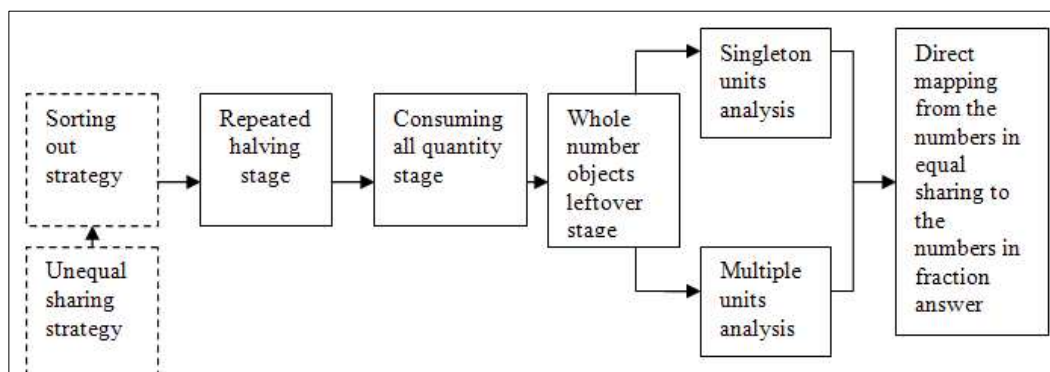 Sorting
out
strategy
Unequal
sharing
strategy
Repeated
halving
stage
Consuming
all quantity
stage
Whole
number
objects
leftover
stage
Singleton
units
analysis
Multiple
units
analysis
Direct
mapping
from the
numbers in
equal
sharing to
the
numbers in
fraction
answer